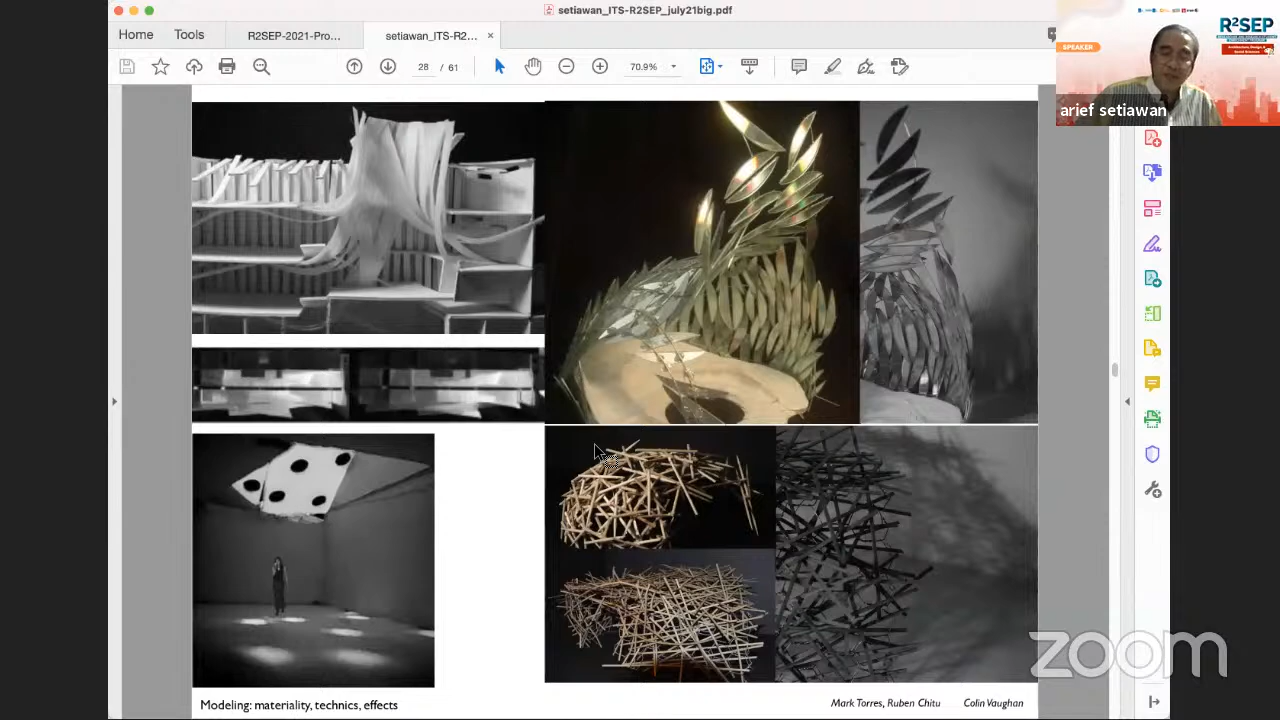 setiawan_ITS-R2SEP_july21big.pdf
Home
Tools
R2SEP-2021-Pro...
setiawan_ITS-R2...
28 / 61
70.9%
R²SEP
SPEAKER
arief setiawan
Modeling: materiality, technics, effects
Mark Torres, Ruben Chitu
Colin Vaughan
zoom